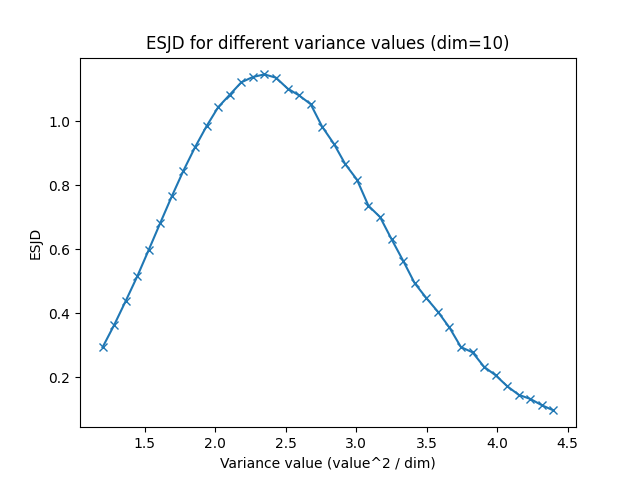 ESJD for different variance values (dim=10)
ESJD
1.0
0.8
0.6
0.4
0.2
1.5 2.0 2.5 3.0 3.5 4.0 4.5
Variance value (value^2 / dim)